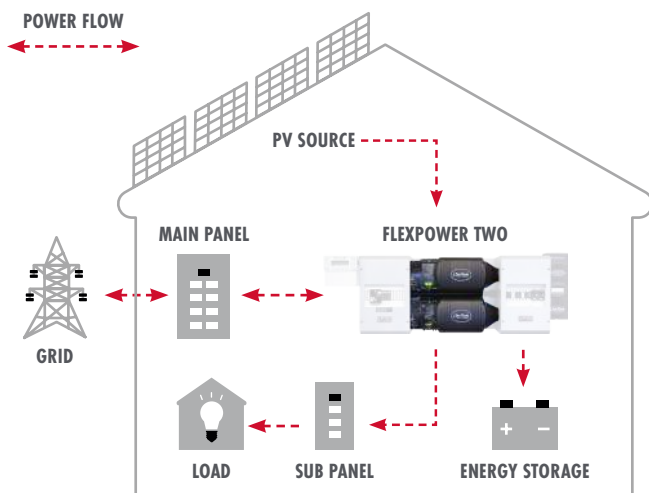 POWER FLOW
PV SOURCE
MAIN PANEL
FLEXPOWER TWO
GRID
LOAD
SUB PANEL
ENERGY STORAGE